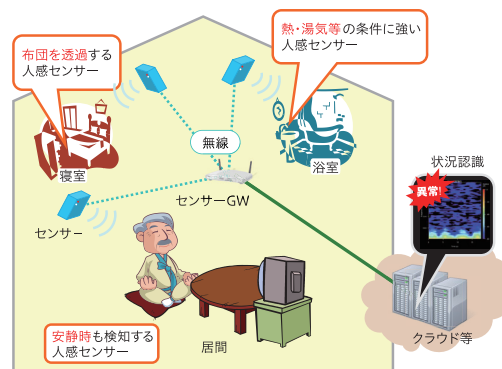 布団を透過する
人感センサー
熱・湯気等の条件に強い
人感センサー
無線
寝室
浴室
状況認識
異常!
センサーGW
センサー
クラウド等
居間
安静時も検知する
人感センサー